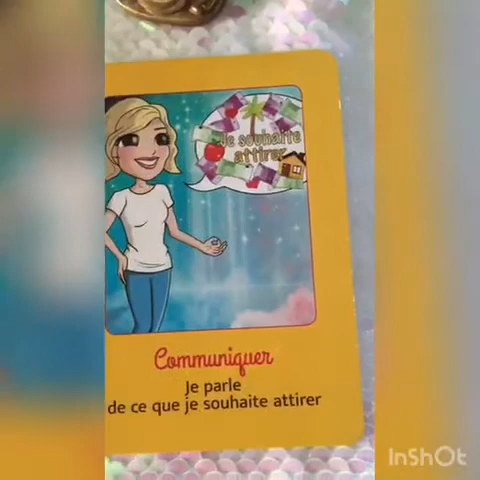 Je souhaite
attirer
Communiquer
Je parle
de ce que je souhaite attirer
InShOt